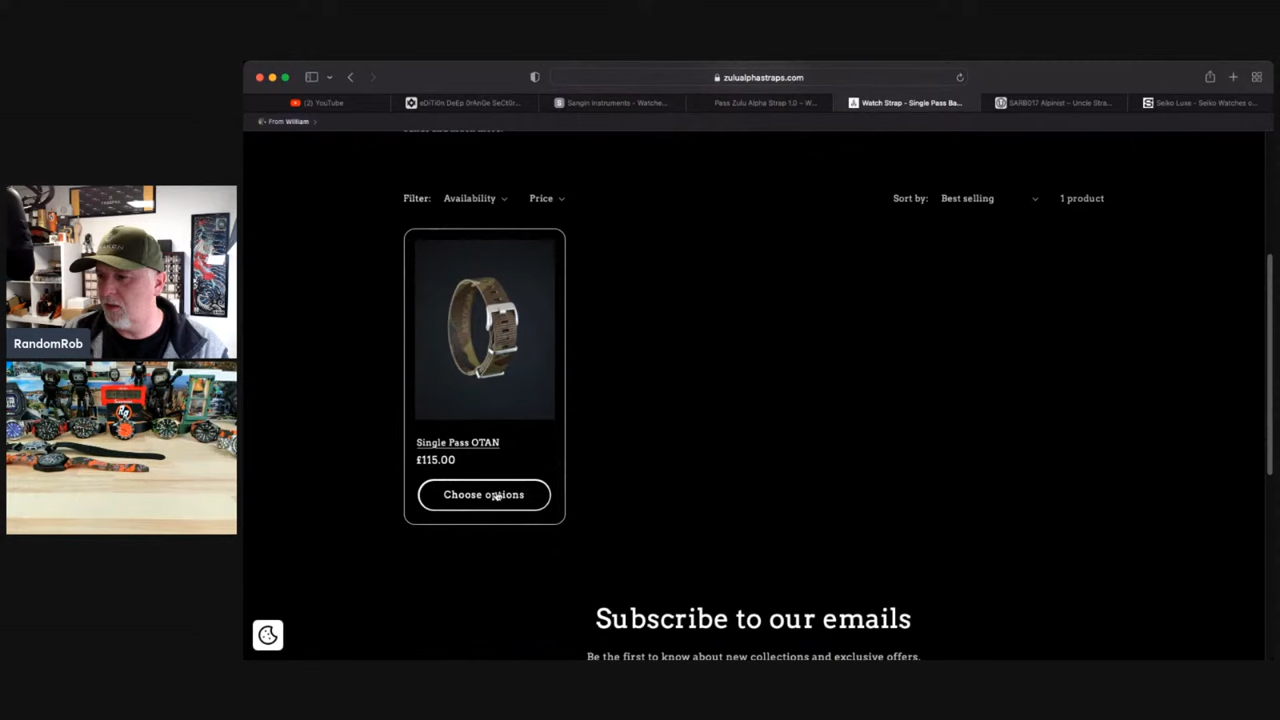 zulualphastraps.com
(2) YouTube
eDiTiOn DeEp OrAnGe SeCtOr...
Sangin Instruments - Watche...
Pass Zulu Alpha Strap 1.0 – W...
Watch Strap - Single Pass Ba...
SARB017 Alpinist – Uncle Stra...
Seiko Luxe - Seiko Watches o...
From William
Filter: Availability Price
Sort by: Best selling 1 product
RandomRob
Single Pass OTAN
£115.00
Choose options
Subscribe to our emails
Be the first to know about new collections and exclusive offers.